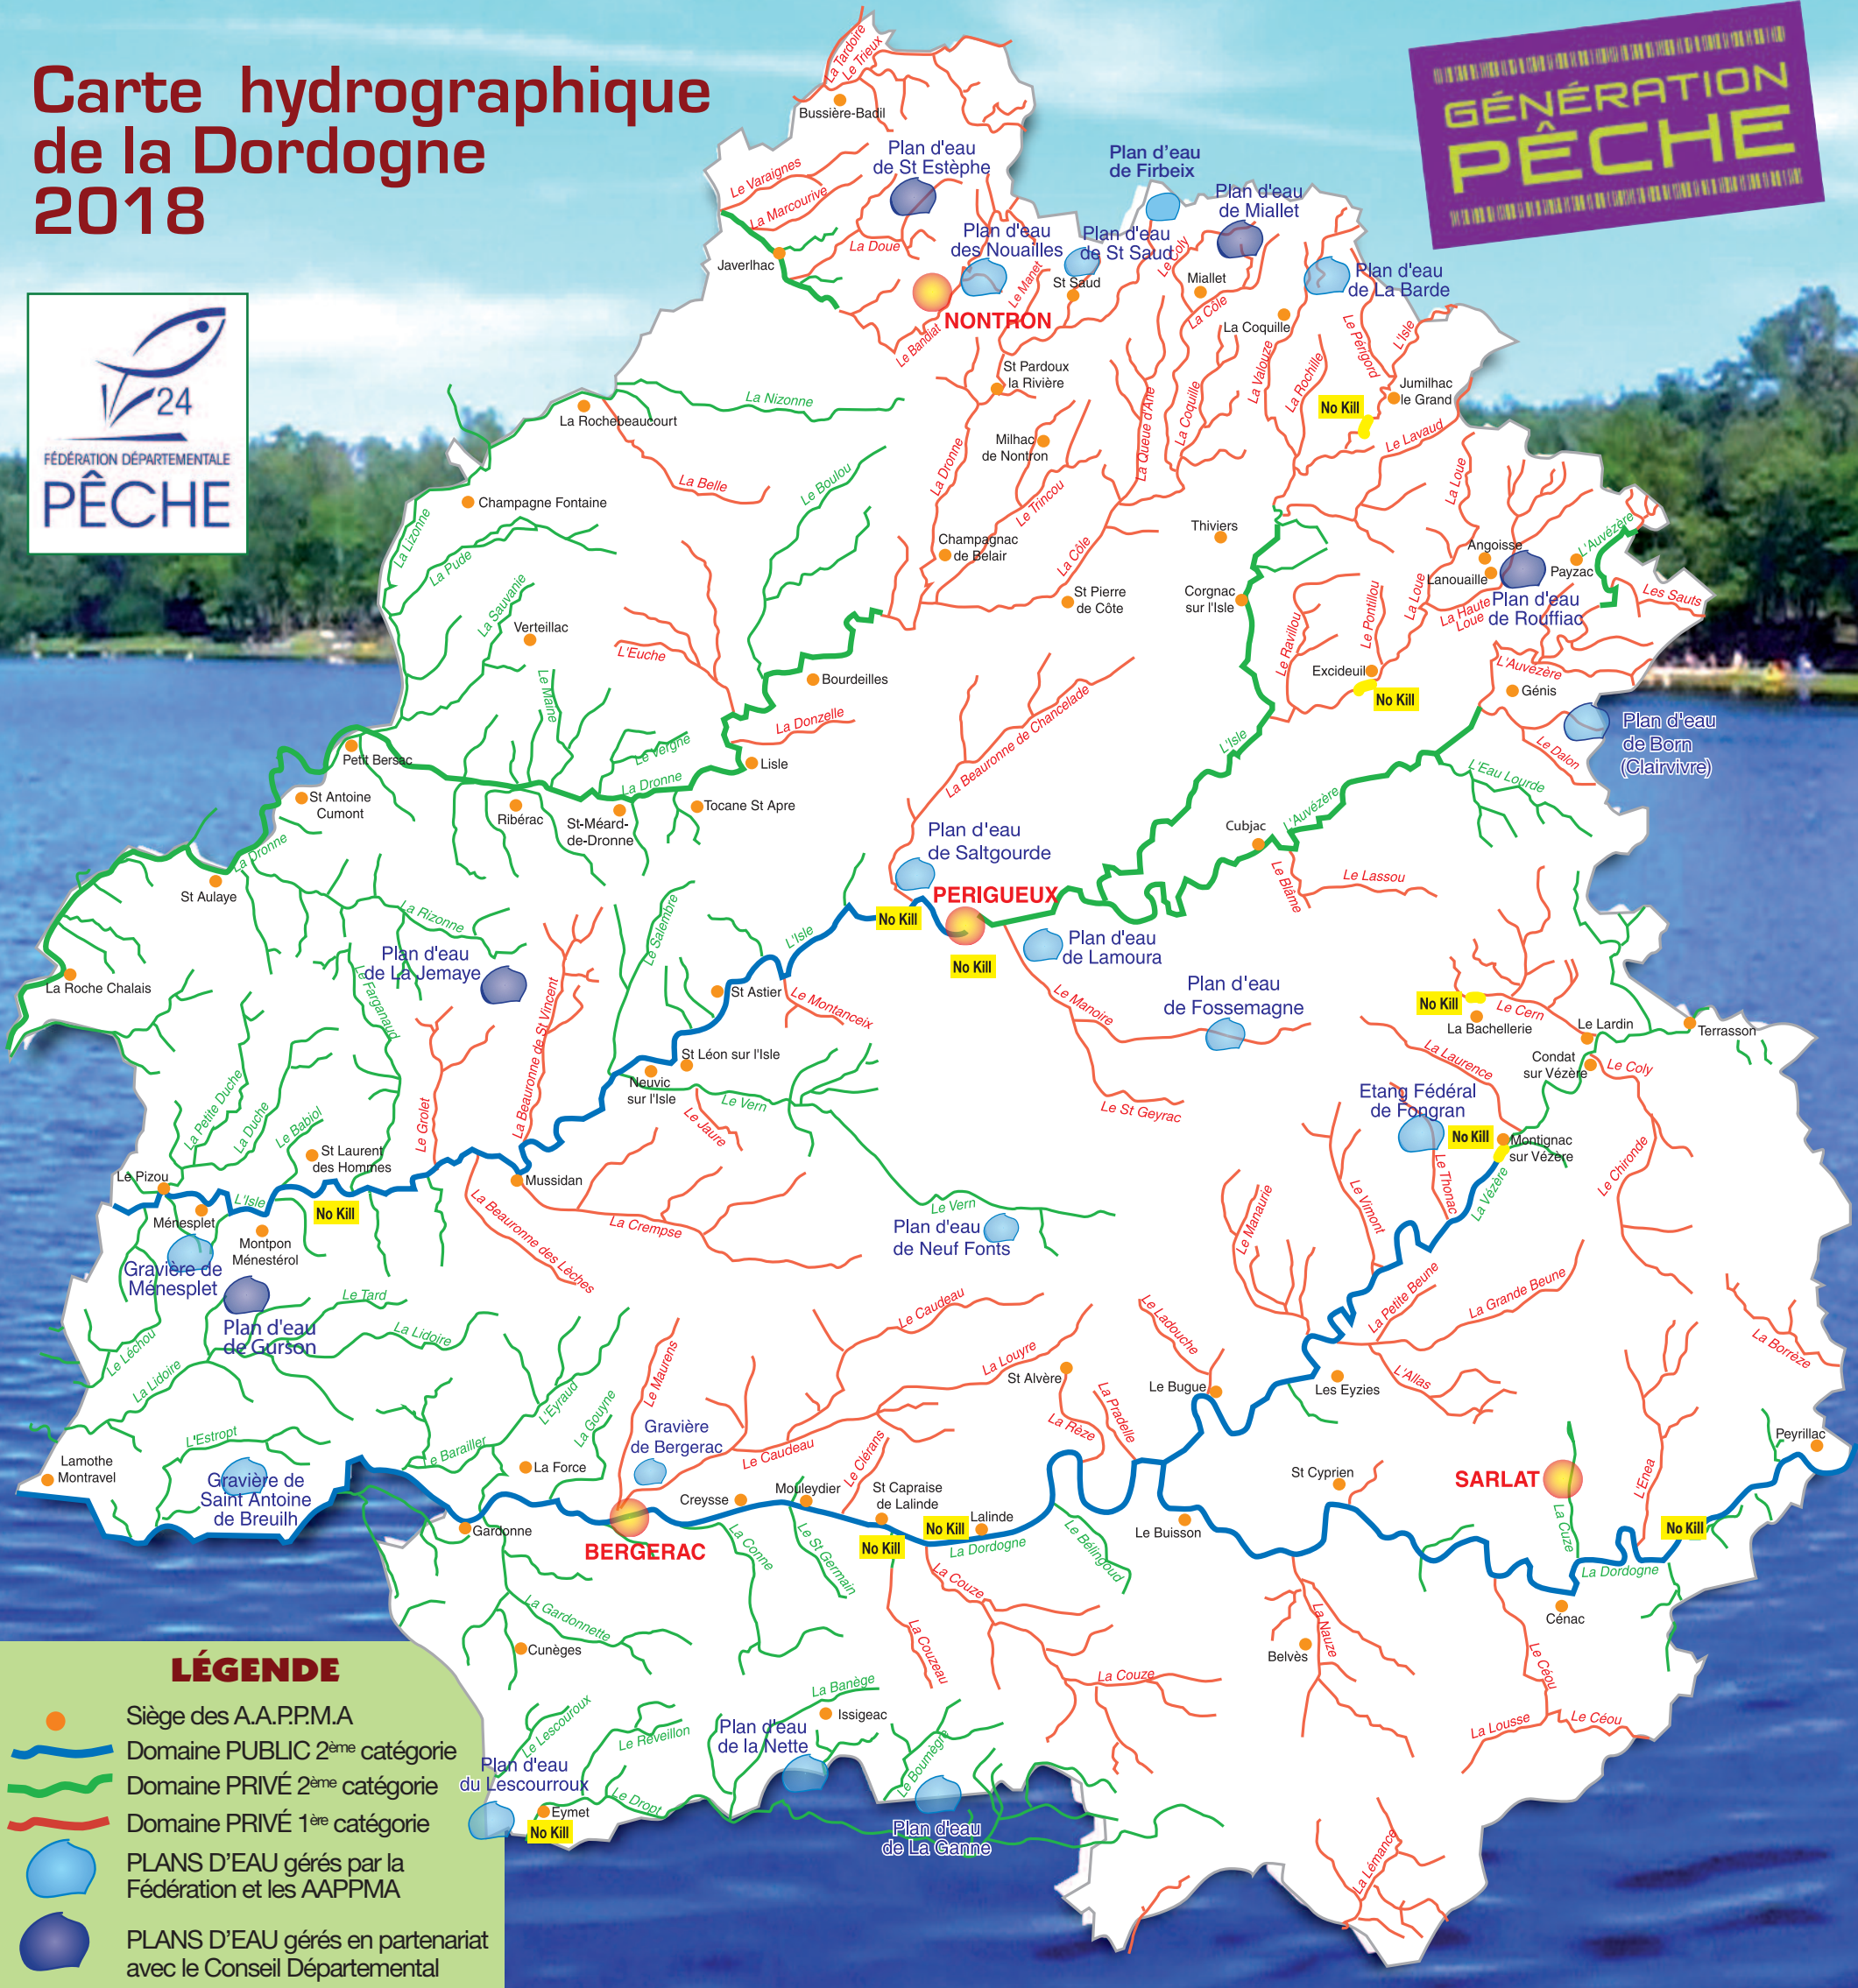 Carte hydrographique
de la Dordogne
2018
GÉNÉRATION
PÊCHE
24
FÉDÉRATION DÉPARTEMENTALE
PÊCHE
La Tardoire
Le Trieux
Bussière-Badil
Plan d'eau
de St Estèphe
Plan d'eau
de Firbeix
Plan d'eau
de Miallet
Le Varaignes
La Marcourive
La Doue
Javerlhac
Plan d'eau
des Nouailles
Plan d'eau
de St Saud
Le Coly
Le Manet
St Saud
Miallet
La Côle
Plan d'eau
de La Barde
NONTRON
Le Bandiat
La Coquille
Le Périgord
L'Isle
St Pardoux
la Rivière
La Valouze
La Rochille
Jumilhac
le Grand
No Kill
La Nizonne
La Rochebeaucourt
La Queue d'Ane
La Coquille
Milhac
de Nontron
Le Lavaud
La Belle
Le Boulou
La Dronne
La Loue
Champagne Fontaine
Le Trincou
La Lizonne
La Pude
Thiviers
Champagnac
de Belair
La Côle
Angoisse
L'Auvézère
Lanouaille
Payzac
La Sauvanie
Corgnac
sur l'Isle
St Pierre
de Côte
Le Ravillou
Le Pontillou
La Loue
La Haute
Loue
Plan d'eau
de Rouffiac
Les Sauts
Verteillac
L'Euche
Le Maine
Bourdeilles
Excideuil
No Kill
L'Auvézère
Génis
La Donzelle
La Beauronne de Chancelade
Plan d'eau
de Born
(Clairvivre)
Le Dalon
L'Isle
Petit Bersac
Le Vergne
La Dronne
Lisle
L'Eau Lourde
St Antoine
Cumont
Ribérac
St-Méard-
de-Dronne
Tocane St Apre
Cubjac
L'Auvézère
Plan d'eau
de Saltgourde
La Dronne
St Aulaye
Le Blâme
Le Lassou
PERIGUEUX
No Kill
La Rizonne
Le Salembre
L'Isle
Plan d'eau
de Lamoura
No Kill
Plan d'eau
de La Jemaye
La Roche Chalais
Le Farganaud
La Beauronne de St Vincent
St Astier
Le Montanceix
Le Manoire
Plan d'eau
de Fossemagne
No Kill
Le Cern
La Bachellerie
Le Lardin
Terrasson
St Léon sur l'Isle
Neuvic
sur l'Isle
Le Vern
Le Jaure
Le St Geyrac
La Laurence
Condat
sur Vézère
Le Coly
Etang Fédéral
de Fongran
No Kill
Montignac
sur Vézère
La Petite Duche
La Duche
Le Babiol
Le Grolet
St Laurent
des Hommes
Le Pizou
Mussidan
Le Chironde
Le Thonac
La Vézère
Le Vimont
Le Manaurie
L'Isle
No Kill
Ménesplet
Montpon
Ménestérol
Gravière de
Ménesplet
La Beauronne des Lèches
La Crempse
Le Vern
Plan d'eau
de Neuf Fonts
Plan d'eau
de Gurson
Le Tard
La Lidoire
Le Léchou
La Lidoire
Le Caudeau
La Petite Beune
La Grande Beune
Le Ladouche
La Borrèze
Le Maurens
La Louyre
St Alvère
Le Bugue
Les Eyzies
L'Allas
L'Eyraud
La Gouyne
La Pradelle
La Rèze
L'Estropt
Le Barailler
Gravière
de Bergerac
Le Caudeau
Le Clérans
Peyrillac
Lamothe
Montravel
Gravière de
Saint Antoine
de Breuilh
La Force
Creysse
Mouleydier
St Capraise
de Lalinde
Lalinde
St Cyprien
SARLAT
L'Enea
Gardonne
BERGERAC
No Kill
No Kill
La Dordogne
Le Buisson
La Cuze
No Kill
La Conne
Le St Germain
Le Bélingoud
La Dordogne
La Couze
Cénac
La Gardonnette
Cunèges
La Couzeau
La Nauze
Belvès
Le Céou
La Couze
La Lousse
Le Céou
La Banège
Issigeac
Le Lescouroux
Le Réveillon
Plan d'eau
de la Nette
Le Boumègre
Plan d'eau
du Lescourroux
Eymet
No Kill
Le Dropt
Plan d'eau
de La Ganne
La Lémance
LÉGENDE
Siège des A.A.P.P.M.A
Domaine PUBLIC 2ème catégorie
Domaine PRIVÉ 2ème catégorie
Domaine PRIVÉ 1ère catégorie
PLANS D'EAU gérés par la
Fédération et les AAPPMA
PLANS D'EAU gérés en partenariat
avec le Conseil Départemental